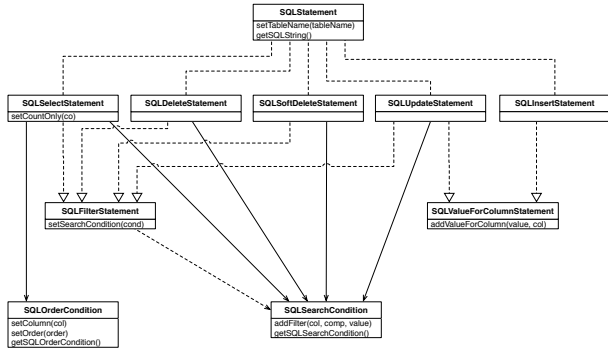 SQLStatement
setTableName(tableName)
getSQLString()
SQLSelectStatement
setCountOnly(co)
SQLDeleteStatement
SQLSoftDeleteStatement
SQLUpdateStatement
SQLInsertStatement
SQLFilterStatement
setSearchCondition(cond)
SQLValueForColumnStatement
addValueForColumn(value, col)
SQLOrderCondition
setColumn(col)
setOrder(order)
getSQLOrderCondition()
SQLSearchCondition
addFilter(col, comp, value)
getSQLSearchCondition()